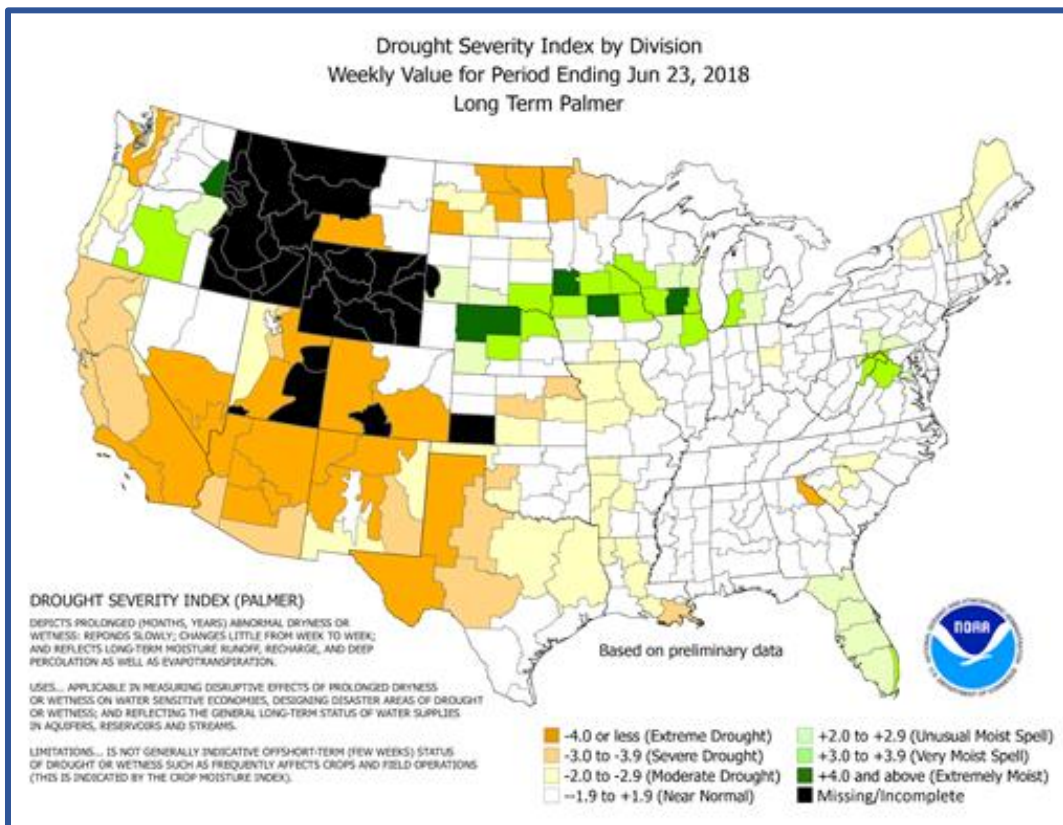 Drought Severity Index by Division
Weekly Value for Period Ending Jun 23, 2018
Long Term Palmer
DROUGHT SEVERITY INDEX (PALMER)
DEPICTS PROLONGED (MONTHS, YEARS) ABNORMAL DRYNESS OR
WETNESS: REPONDS SLOWLY; CHANGES LITTLE FROM WEEK TO WEEK;
AND REFLECTS LONG-TERM MOISTURE RUNOFF, RECHARGE, AND DEEP
PERCOLATION AS WELL AS EVAPOTRANSPIRATION.
USES... APPLICABLE IN MEASURING DISRUPTIVE EFFECTS OF PROLONGED DRYNESS
OR WETNESS ON WATER SENSITIVE ECONOMIES, DESIGNING DISASTER AREAS OF DROUGHT
OR WETNESS; AND REFLECTING THE GENERAL LONG-TERM STATUS OF WATER SUPPLIES
IN AQUIFERS, RESERVOIRS AND STREAMS.
LIMITATIONS... IS NOT GENERALLY INDICATIVE OFFSHORT-TERM (FEW WEEKS) STATUS
OF DROUGHT OR WETNESS SUCH AS FREQUENTLY AFFECTS CROPS AND FIELD OPERATIONS
(THIS IS INDICATED BY THE CROP MOISTURE INDEX).
Based on preliminary data
NOAA
-4.0 or less (Extreme Drought)
-3.0 to -3.9 (Severe Drought)
-2.0 to -2.9 (Moderate Drought)
--1.9 to +1.9 (Near Normal)
+2.0 to +2.9 (Unusual Moist Spell)
+3.0 to +3.9 (Very Moist Spell)
+4.0 and above (Extremely Moist)
Missing/Incomplete